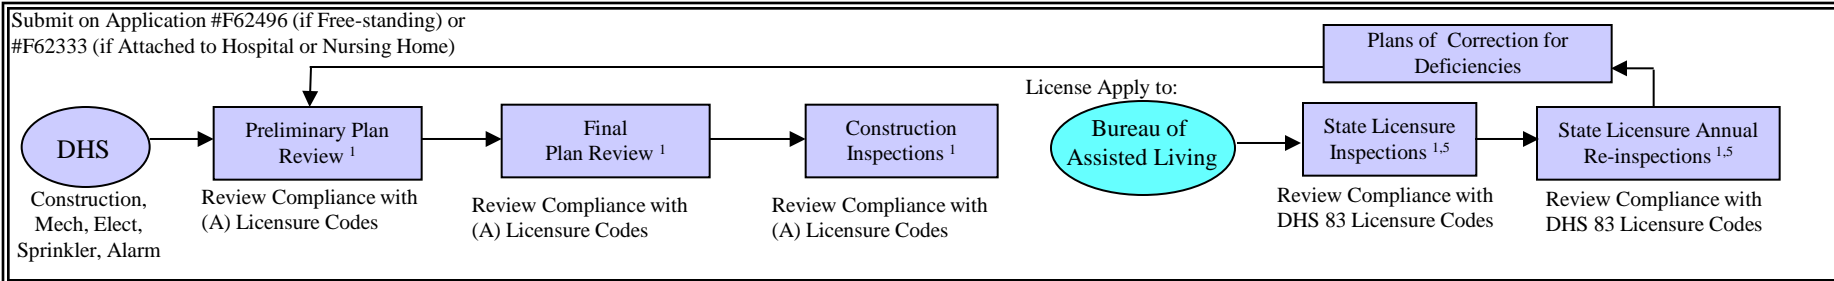 Submit on Application #F62496 (if Free-standing) or
#F62333 (if Attached to Hospital or Nursing Home)
Plans of Correction for
Deficiencies
License Apply to:
DHS
Preliminary Plan
Review 1
Final
Plan Review 1
Construction
Inspections 1
Bureau of
Assisted Living
State Licensure
Inspections 1,5
State Licensure Annual
Re-inspections 1,5
Construction,
Mech, Elect,
Sprinkler, Alarm
Review Compliance with
(A) Licensure Codes
Review Compliance with
(A) Licensure Codes
Review Compliance with
(A) Licensure Codes
Review Compliance with
DHS 83 Licensure Codes
Review Compliance with
DHS 83 Licensure Codes